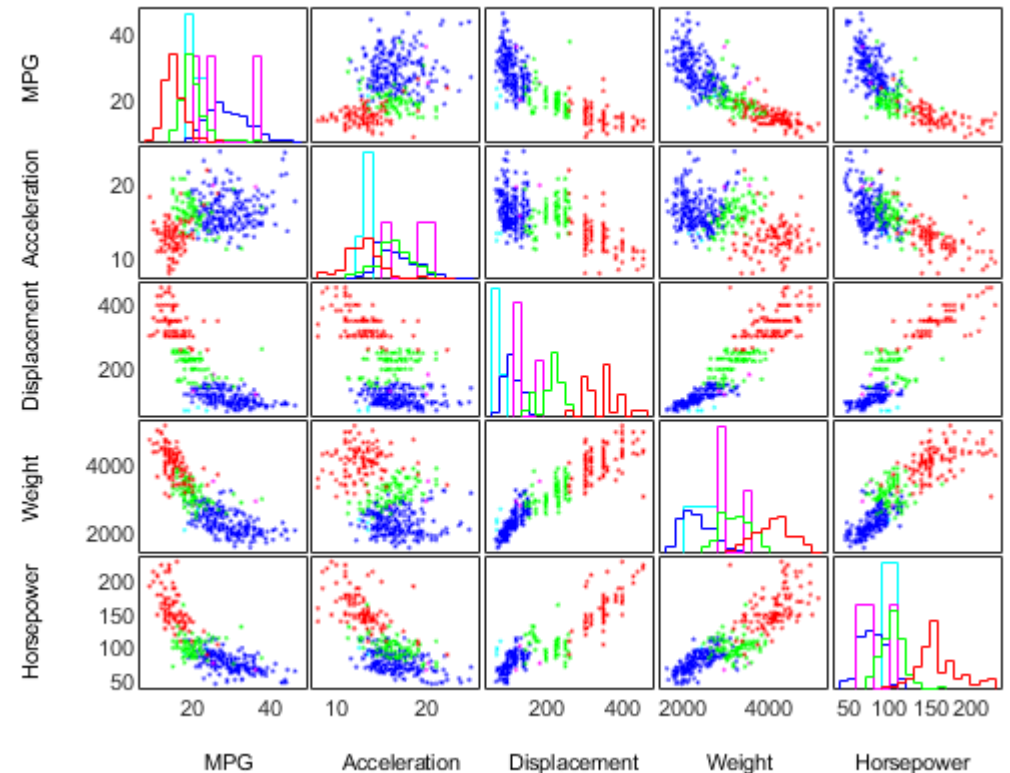 MPG
40
20
Acceleration
20
10
Displacement
400
200
Weight
4000
2000
Horsepower
200
150
100
50
20 40 10 20 200 400 2000 4000 50 100 150 200
MPG Acceleration Displacement Weight Horsepower